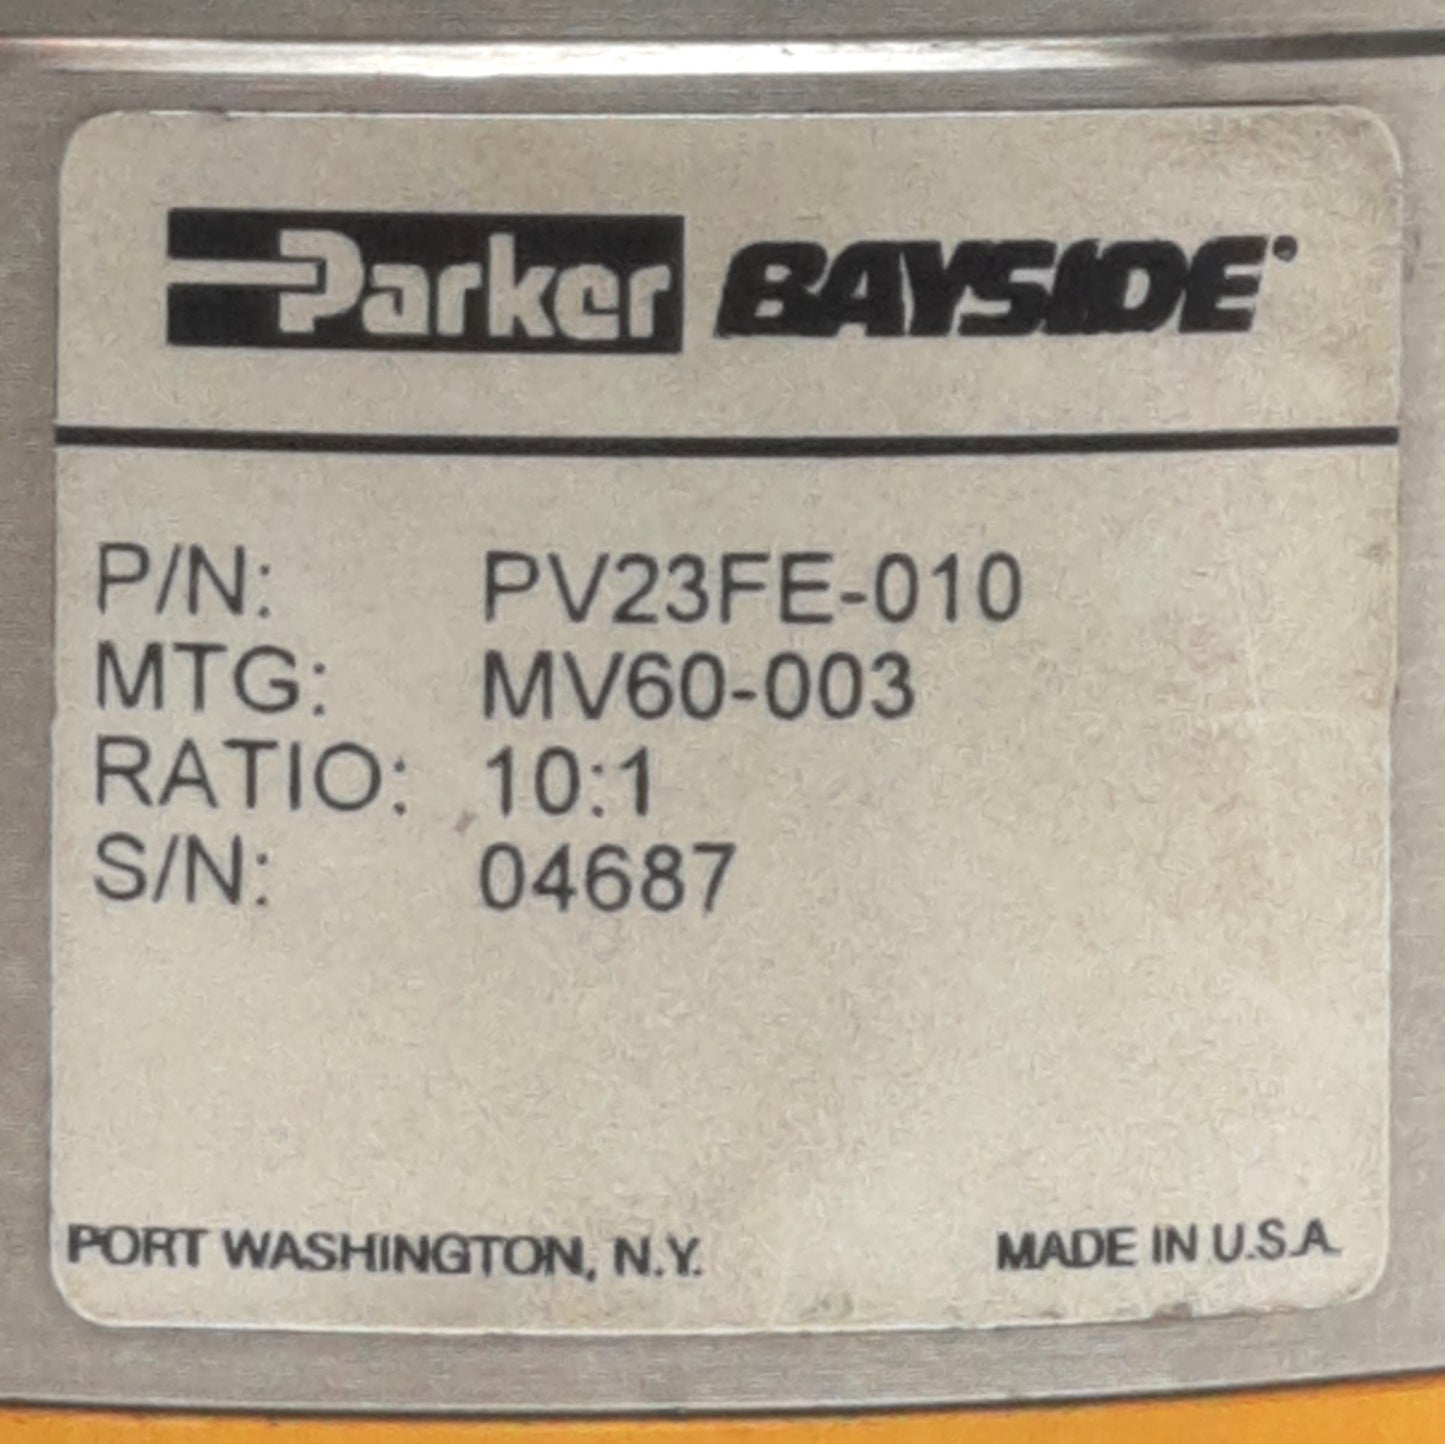 Parker BAYSIDE
P/N: PV23FE-010
MTG: MV60-003
RATIO: 10:1
S/N: 04687
PORT WASHINGTON, N.Y. MADE IN U.S.A.